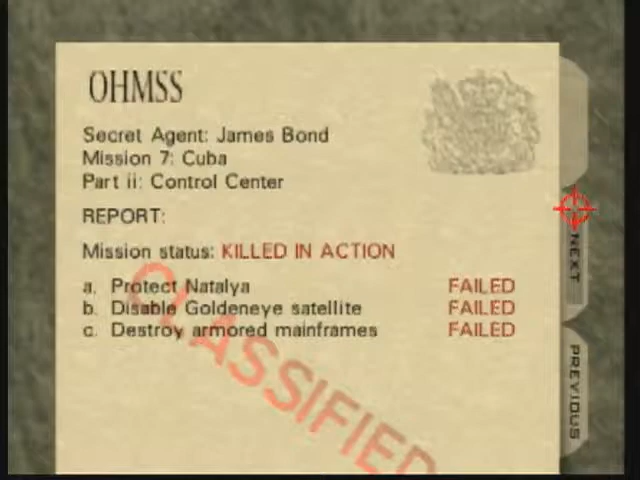 OHMSS
Secret Agent: James Bond
Mission 7: Cuba
Part ii: Control Center
REPORT:
Mission status: KILLED IN ACTION
a. Protect Natalya FAILED
b. Disable Goldeneye satellite FAILED
c. Destroy armored mainframes FAILED
CLASSIFIED
NEXT
PREVIOUS